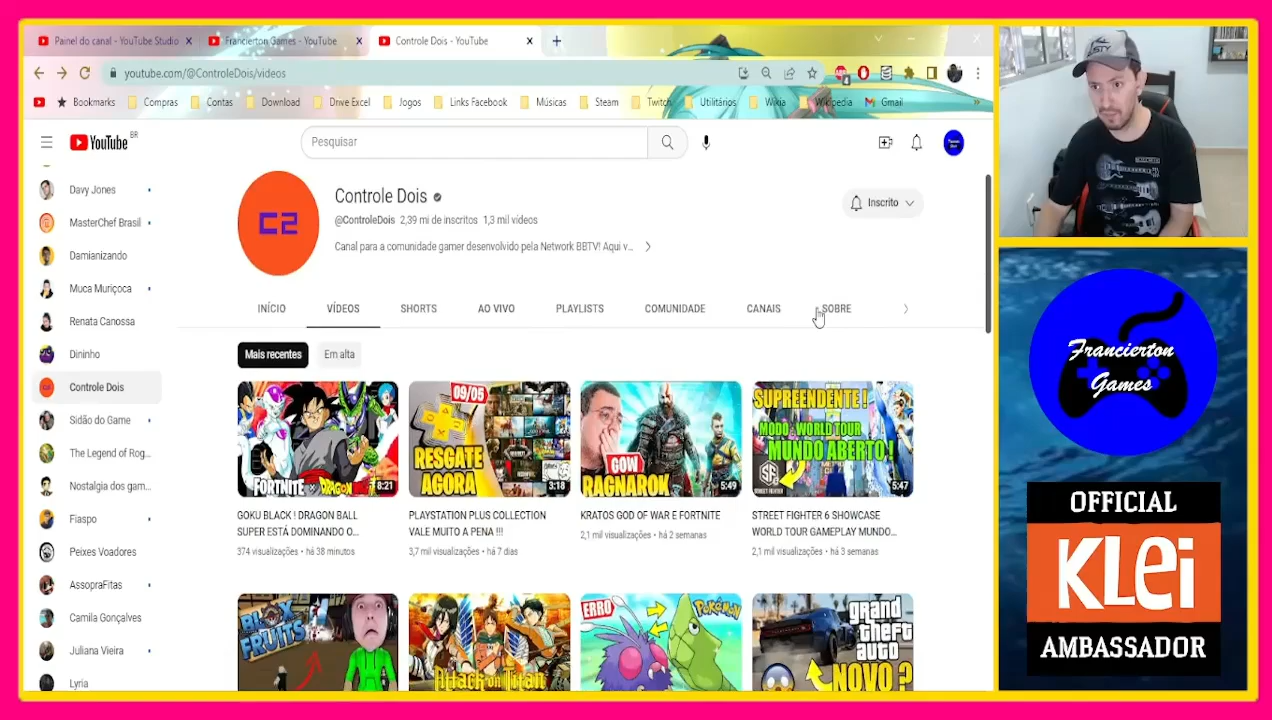 Painel do canal - YouTube Studio
Francierton Games - YouTube
Controle Dois - YouTube
youtube.com/@ControleDois/videos
Bookmarks
Compras
Contas
Download
Drive Excel
Jogos
Links Facebook
Músicas
Steam
Twitch
Utilitários
Wikia
Wikipédia
Gmail
YouTube BR
Pesquisar
Davy Jones
MasterChef Brasil
Damianizando
Muca Muriçoca
Renata Canossa
Dininho
Controle Dois
Sidão do Game
The Legend of Rog...
Nostalgia dos gam...
Fiaspo
Peixes Voadores
AssopraFitas
Camila Gonçalves
Juliana Vieira
Lyria
C2
Controle Dois
@ControleDois 2,39 mi de inscritos 1,3 mil vídeos
Canal para a comunidade gamer desenvolvido pela Network BBTV! Aqui v...
Inscrito
INÍCIO
VÍDEOS
SHORTS
AO VIVO
PLAYLISTS
COMUNIDADE
CANAIS
SOBRE
Mais recentes
Em alta
FORTNITE x DRAGON
8:21
GOKU BLACK ! DRAGON BALL
SUPER ESTÁ DOMINANDO O...
374 visualizações • há 38 minutos
09/05
RESGATE
AGORA
3:18
PLAYSTATION PLUS COLLECTION
VALE MUITO A PENA !!!
3,7 mil visualizações • há 7 dias
GOW
RAGNAROK
5:49
KRATOS GOD OF WAR E FORTNITE
2,1 mil visualizações • há 2 semanas
SUPREENDENTE !
MODO WORLD TOUR
MUNDO ABERTO !
5:47
STREET FIGHTER 6 SHOWCASE
WORLD TOUR GAMEPLAY MUNDO...
2,1 mil visualizações • há 3 semanas
BLOX
FRUITS
Attack on Titan
ERRO
POKéMON
grand
theft
auto
NOVO ?
Francierton
Games
OFFICIAL
KLEi
AMBASSADOR